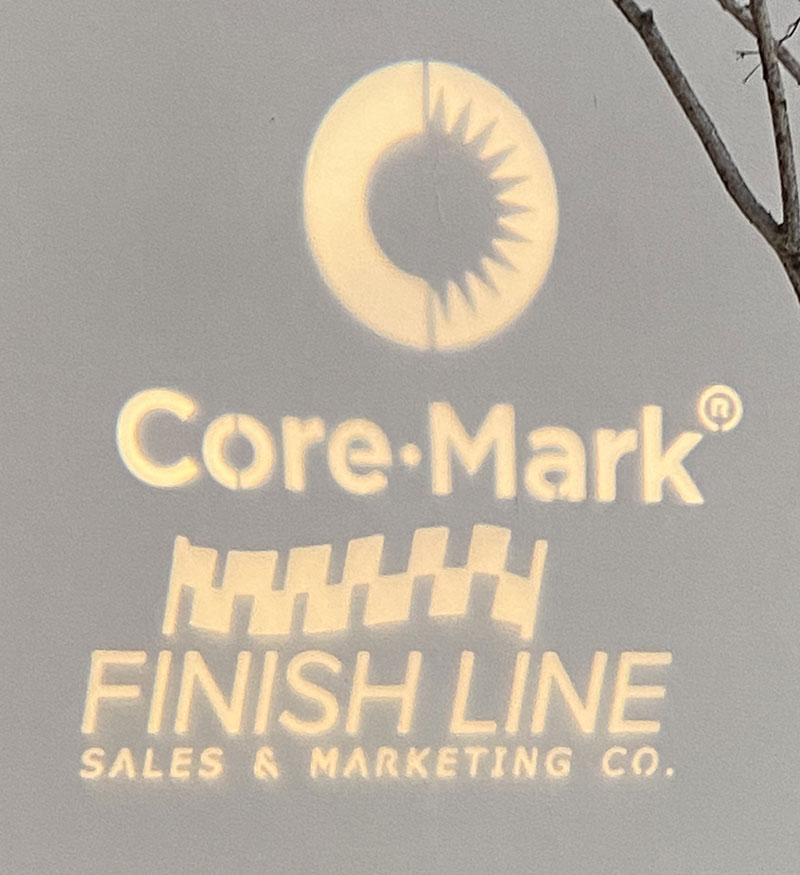 Core·Mark®
FINISH LINE
SALES & MARKETING CO.